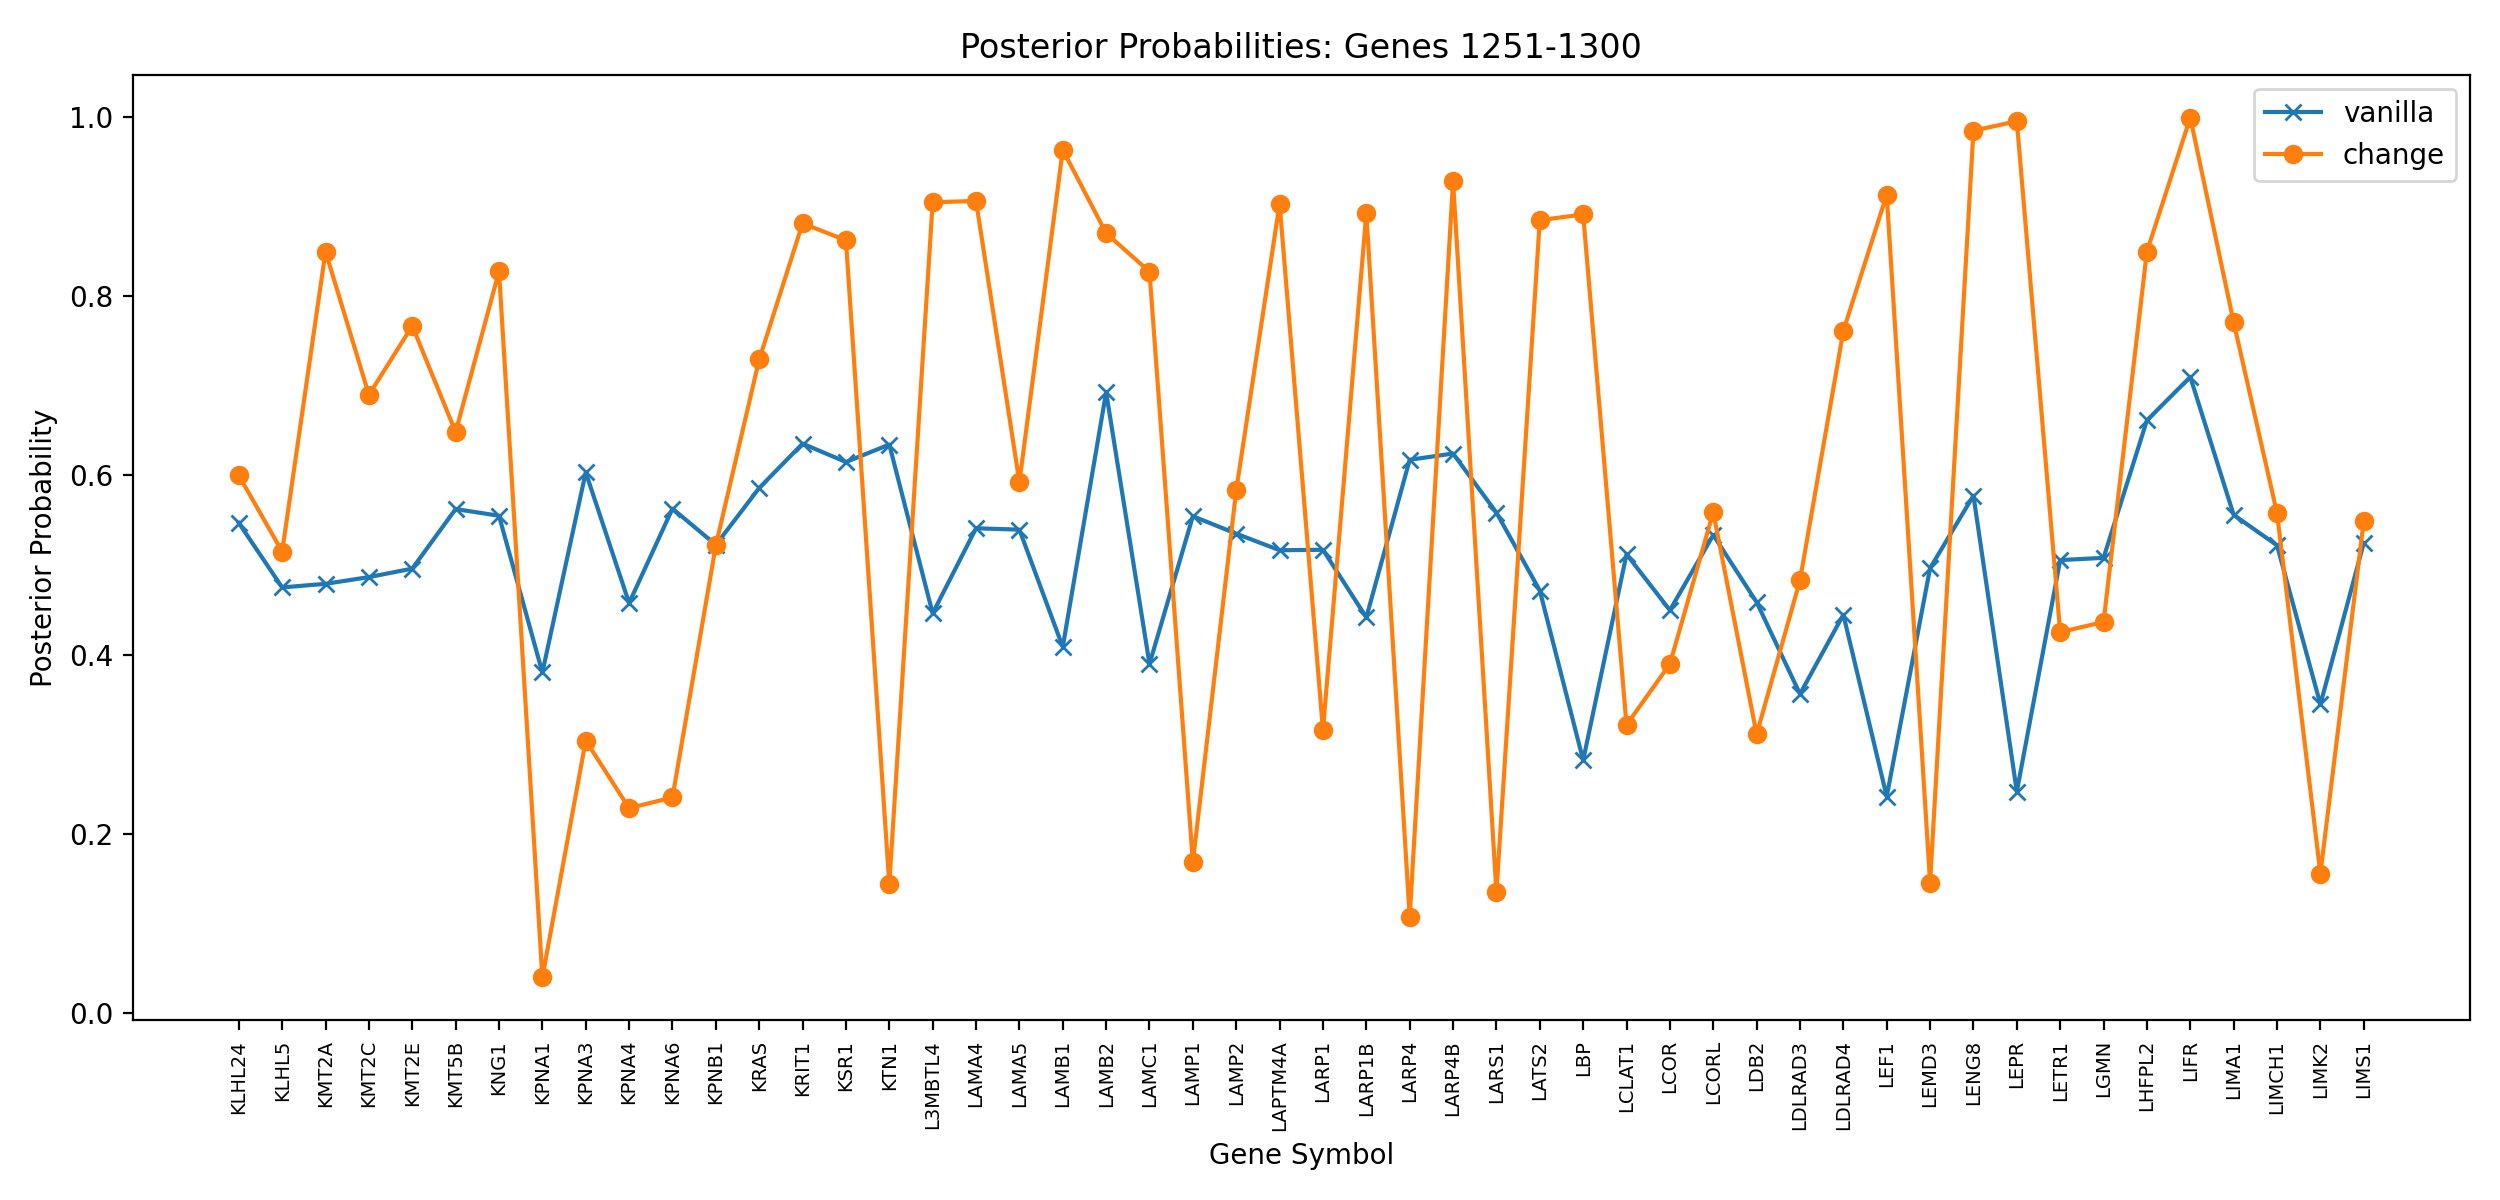 Posterior Probabilities: Genes 1251-1300
vanilla
change
Posterior Probability
1.0
0.8
0.6
0.4
0.2
0.0
KLHL24
KLHL5
KMT2A
KMT2C
KMT2E
KMT5B
KNG1
KPNA1
KPNA3
KPNA4
KPNA6
KPNB1
KRAS
KRIT1
KSR1
KTN1
L3MBTL4
LAMA4
LAMA5
LAMB1
LAMB2
LAMC1
LAMP1
LAMP2
LAPTM4A
LARP1
LARP1B
LARP4
LARP4B
LARS1
LATS2
LBP
LCLAT1
LCOR
LCORL
LDB2
LDLRAD3
LDLRAD4
LEF1
LEMD3
LENG8
LEPR
LETR1
LGMN
LHFPL2
LIFR
LIMA1
LIMCH1
LIMK2
LIMS1
Gene Symbol